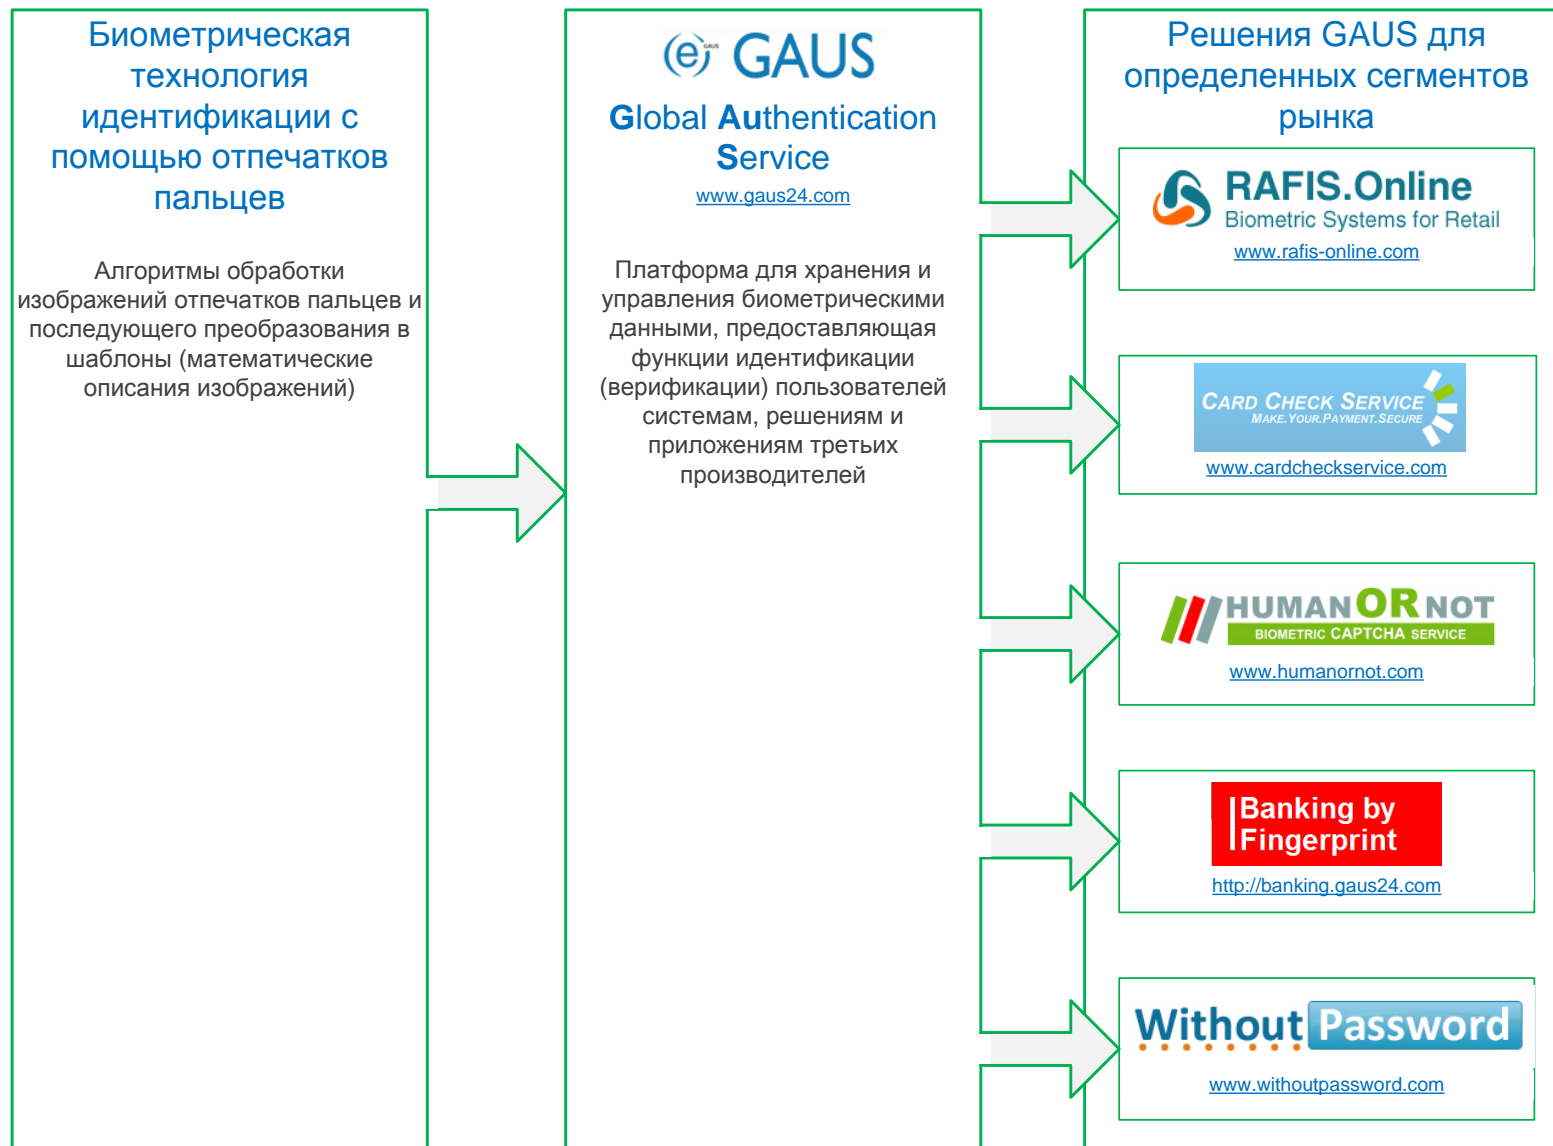 Биометрическая
технология
идентификации с
помощью отпечатков
пальцев
Алгоритмы обработки
изображений отпечатков пальцев и
последующего преобразования в
шаблоны (математические
описания изображений)
(e) GAUS GAUS
Global Authentication
Service
www.gaus24.com
Платформа для хранения и
управления биометрическими
данными, предоставляющая
функции идентификации
(верификации) пользователей
системам, решениям и
приложениям третьих
производителей
Решения GAUS для
определенных сегментов
рынка
RAFIS.Online
Biometric Systems for Retail
www.rafis-online.com
CARD CHECK SERVICE
MAKE.YOUR.PAYMENT.SECURE
www.cardcheckservice.com
HUMAN OR NOT
BIOMETRIC CAPTCHA SERVICE
www.humanornot.com
Banking by
Fingerprint
http://banking.gaus24.com
Without Password
www.withoutpassword.com